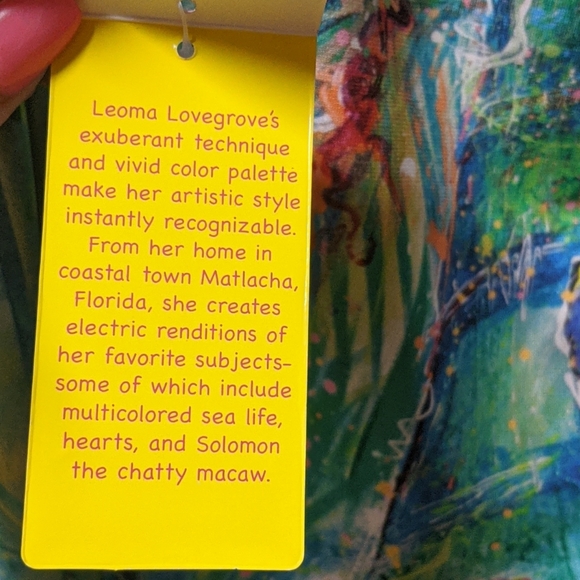 Leoma Lovegrove's
exuberant technique
and vivid color palette
make her artistic style
instantly recognizable.
From her home in
coastal town Matlacha,
Florida, she creates
electric renditions of
her favorite subjects-
some of which include
multicolored sea life,
hearts, and Solomon
the chatty macaw.